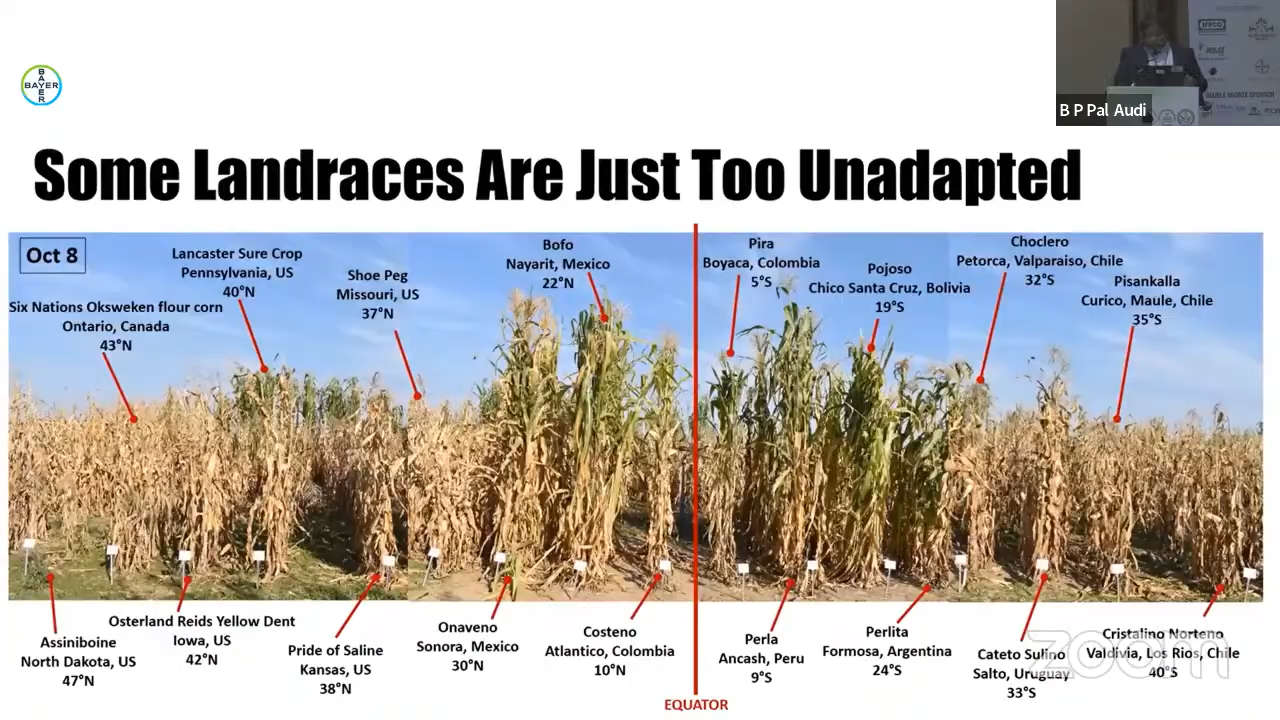 BAYER
BAYER
B P Pal Audi
IFFCO
Some Landraces Are Just Too Unadapted
Oct 8
Six Nations Oksweken flour corn
Ontario, Canada
43°N
Lancaster Sure Crop
Pennsylvania, US
40°N
Shoe Peg
Missouri, US
37°N
Bofo
Nayarit, Mexico
22°N
Pira
Boyaca, Colombia
5°S
Pojoso
Chico Santa Cruz, Bolivia
19°S
Choclero
Petorca, Valparaiso, Chile
32°S
Pisankalla
Curico, Maule, Chile
35°S
Assiniboine
North Dakota, US
47°N
Osterland Reids Yellow Dent
Iowa, US
42°N
Pride of Saline
Kansas, US
38°N
Onaveno
Sonora, Mexico
30°N
Costeno
Atlantico, Colombia
10°N
EQUATOR
Perla
Ancash, Peru
9°S
Perlita
Formosa, Argentina
24°S
Cateto Sulino
Salto, Uruguay
33°S
Cristalino Norteno
Valdivia, Los Rios, Chile
40°S
zoom